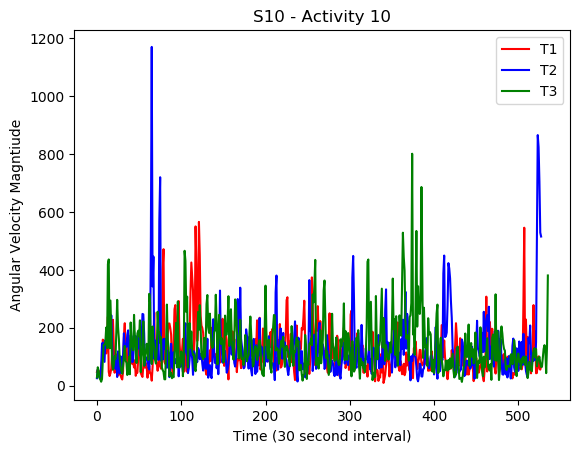 S10 - Activity 10
1200
1000
800
600
400
200
0
Angular Velocity Magntiude
T1
T2
T3
0
100
200
300
400
500
Time (30 second interval)